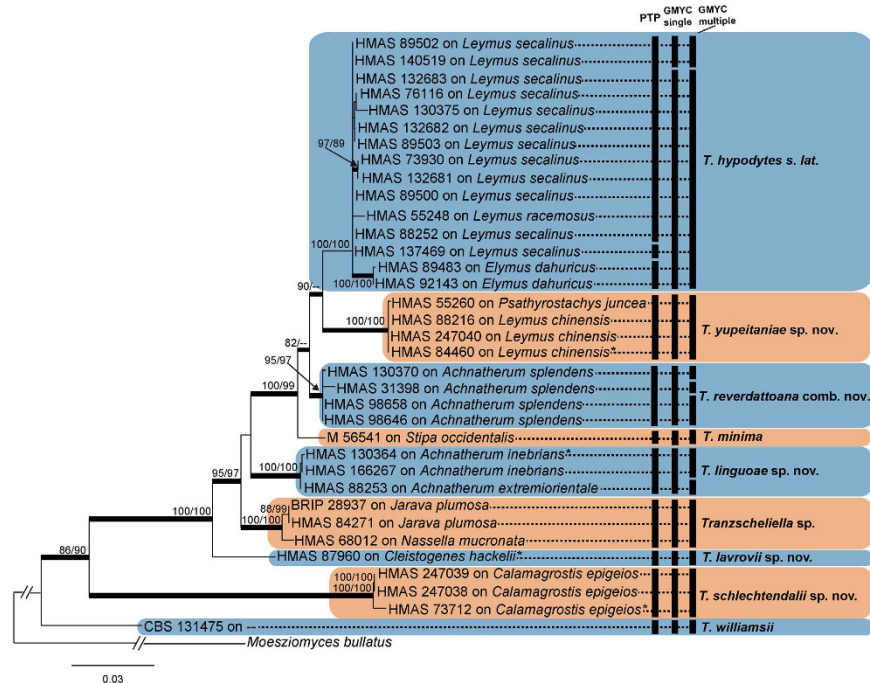 PTP GMYC single GMYC multiple
HMAS 89502 on Leymus secalinus
HMAS 140519 on Leymus secalinus
HMAS 132683 on Leymus secalinus
HMAS 76116 on Leymus secalinus
HMAS 130375 on Leymus secalinus
HMAS 132682 on Leymus secalinus
HMAS 89503 on Leymus secalinus
97/89
HMAS 73930 on Leymus secalinus
T. hypodytes s. lat.
HMAS 132681 on Leymus secalinus
HMAS 89500 on Leymus secalinus
HMAS 55248 on Leymus racemosus
HMAS 88252 on Leymus secalinus
100/100
HMAS 137469 on Leymus secalinus
HMAS 89483 on Elymus dahuricus
100/100
HMAS 92143 on Elymus dahuricus
90/--
HMAS 55260 on Psathyrostachys juncea
HMAS 88216 on Leymus chinensis
100/100
T. yupeitaniae sp. nov.
HMAS 247040 on Leymus chinensis
82/--
HMAS 84460 on Leymus chinensis*
95/97
HMAS 130370 on Achnatherum splendens
100/99
HMAS 31398 on Achnatherum splendens
T. reverdattoana comb. nov.
HMAS 98658 on Achnatherum splendens
HMAS 98646 on Achnatherum splendens
M 56541 on Stipa occidentalis
T. minima
HMAS 130364 on Achnatherum inebrians*
95/97
100/100
HMAS 166267 on Achnatherum inebrians
T. linguoae sp. nov.
HMAS 88253 on Achnatherum extremiorientale
88/99
BRIP 28937 on Jarava plumosa
100/100
100/100
HMAS 84271 on Jarava plumosa
Tranzscheliella sp.
HMAS 68012 on Nassella mucronata
86/90
HMAS 87960 on Cleistogenes hackelii*
T. lavrovii sp. nov.
100/100
HMAS 247039 on Calamagrostis epigeios
100/100
HMAS 247038 on Calamagrostis epigeios
T. schlechtendalii sp. nov.
HMAS 73712 on Calamagrostis epigeios*
CBS 131475 on --
T. williamsii
Moesziomyces bullatus
0.03